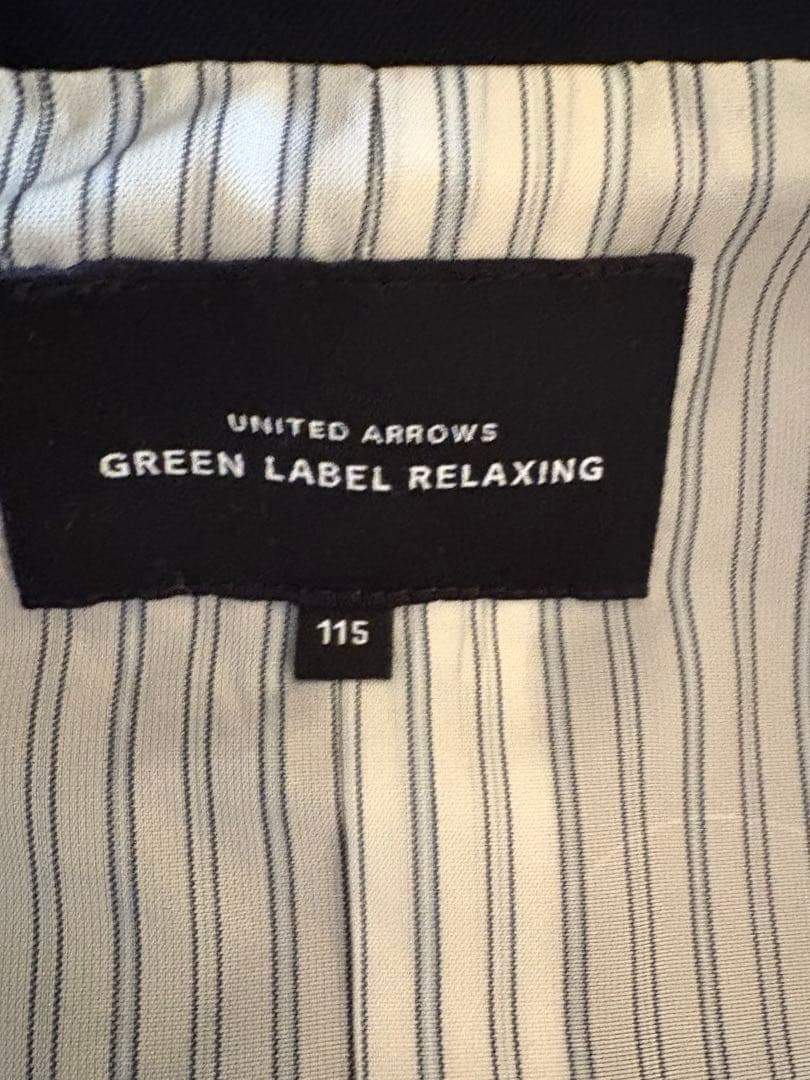 UNITED ARROWS
GREEN LABEL RELAXING
115